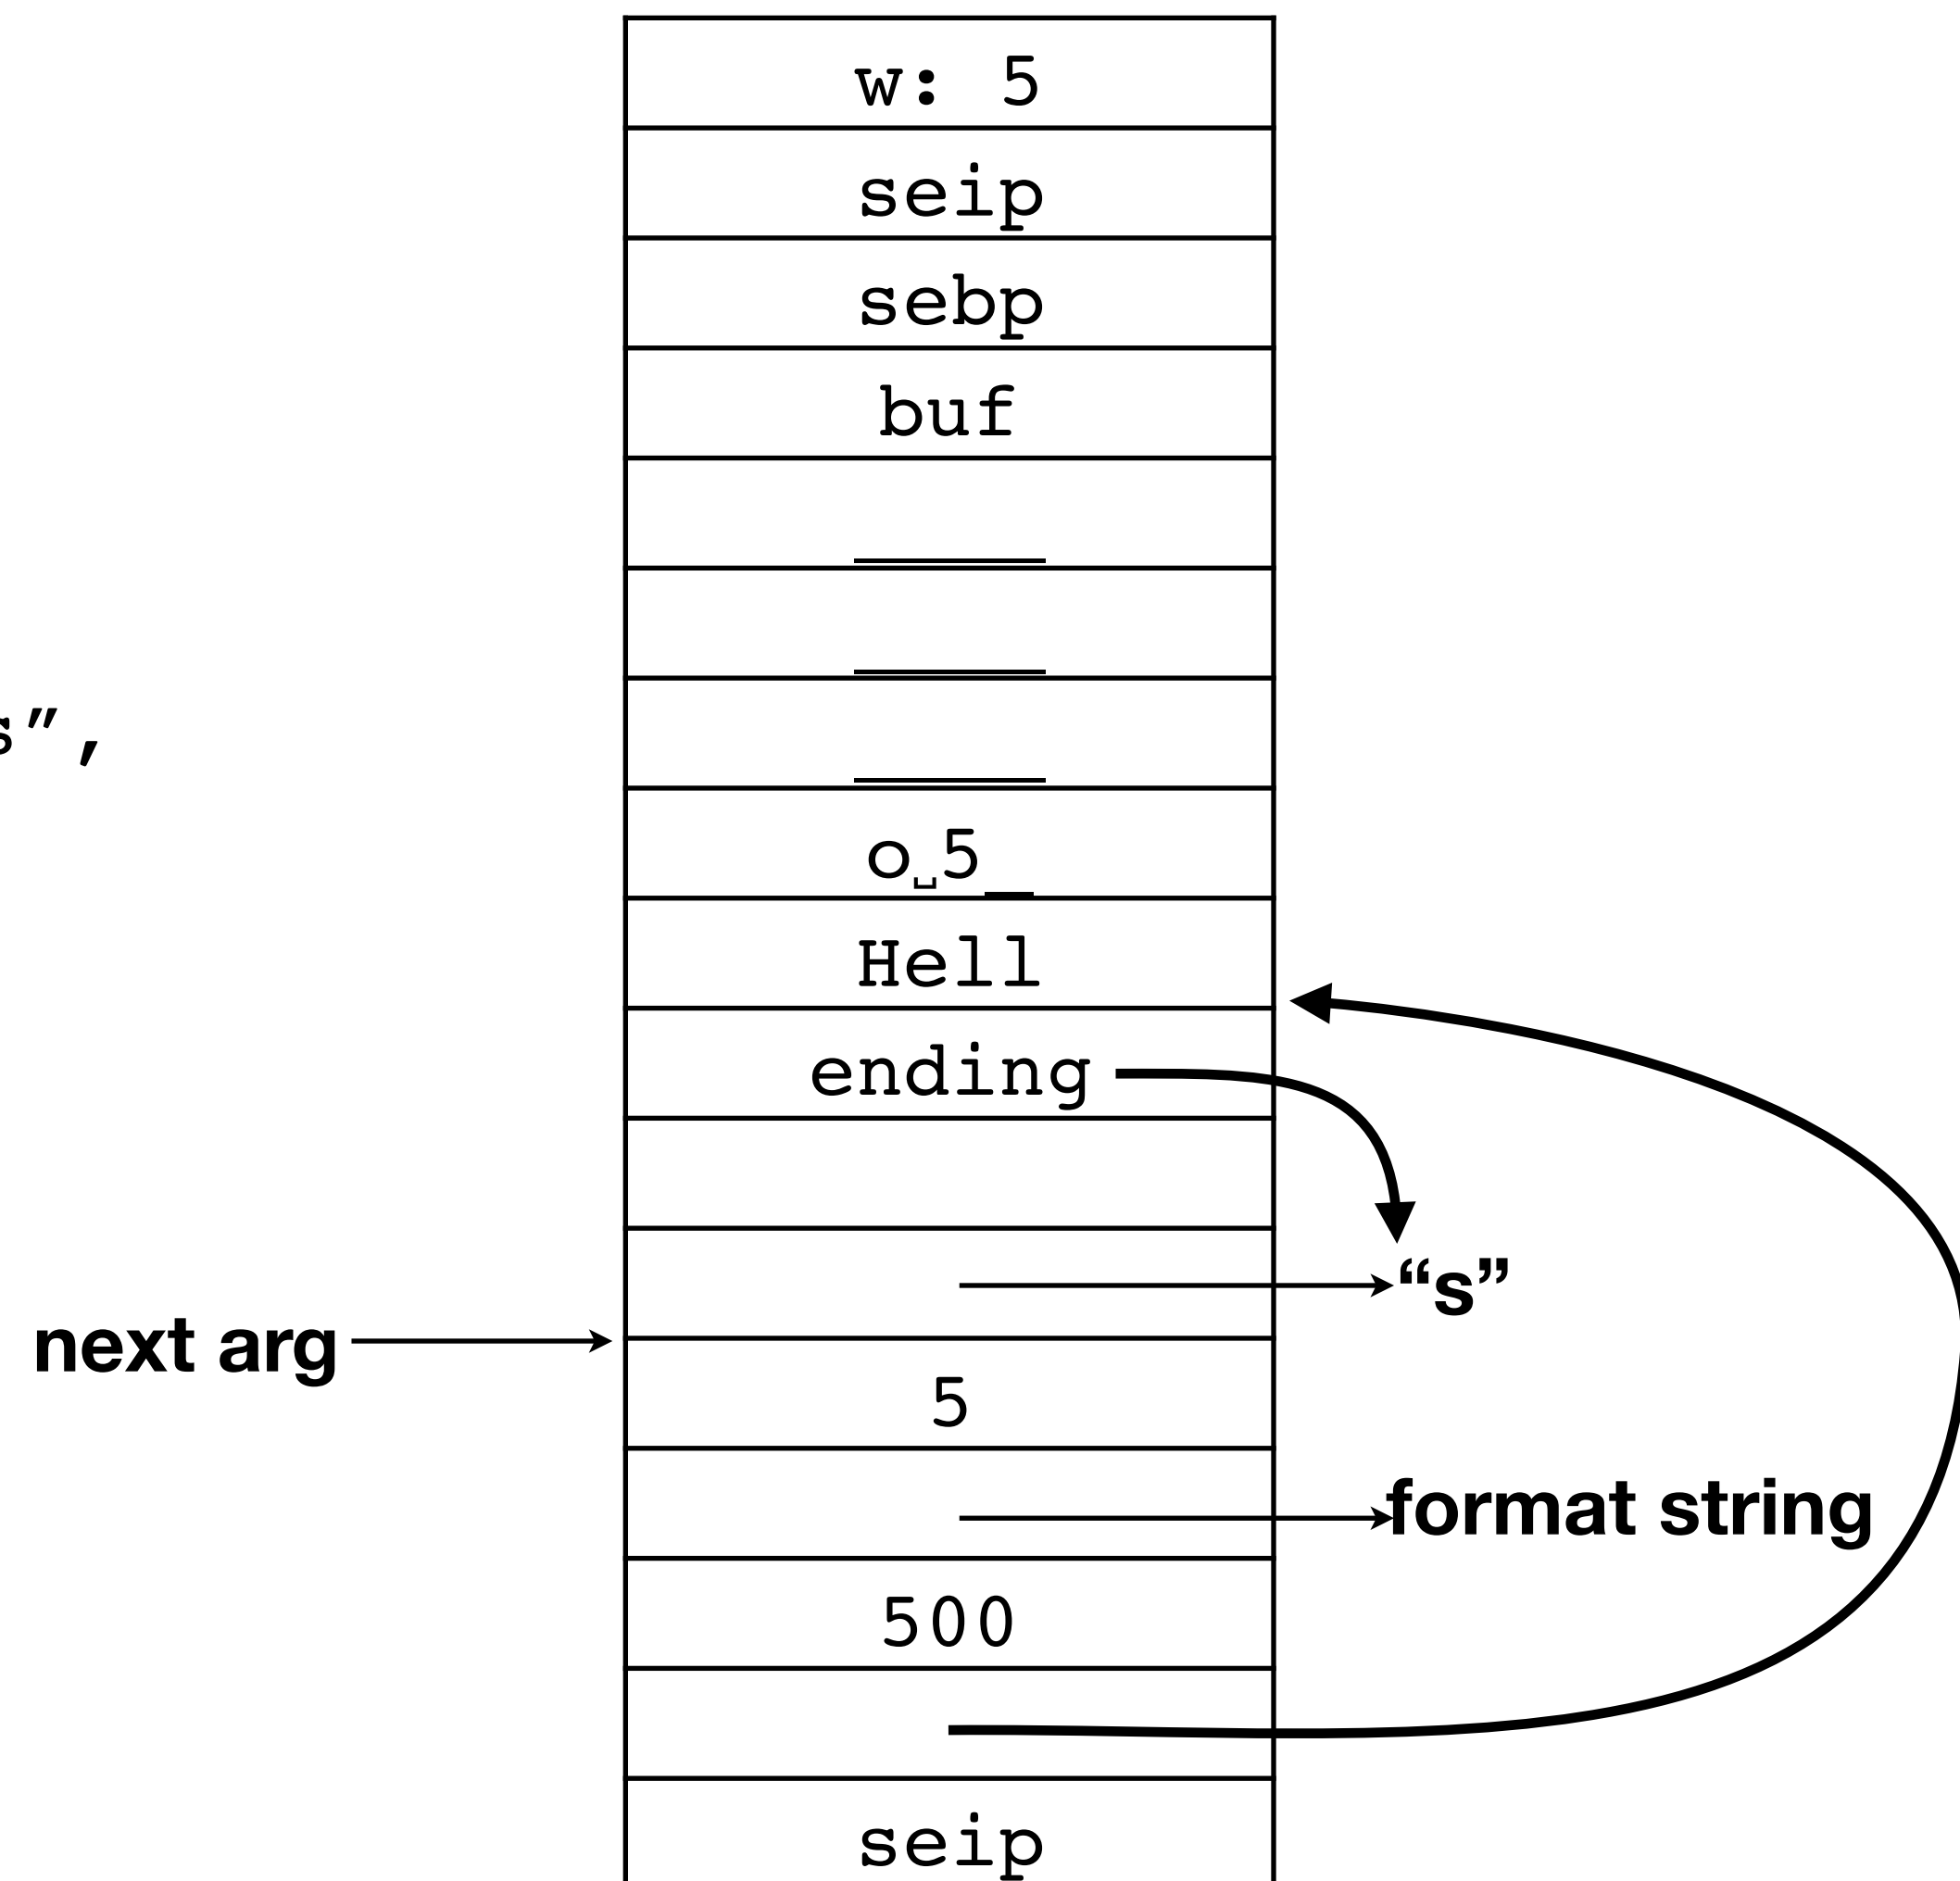 w: 5
seip
sebp
buf
____
____
____
s”,
o␣5_
Hell
ending
“s”
next arg
5
format string
500
seip